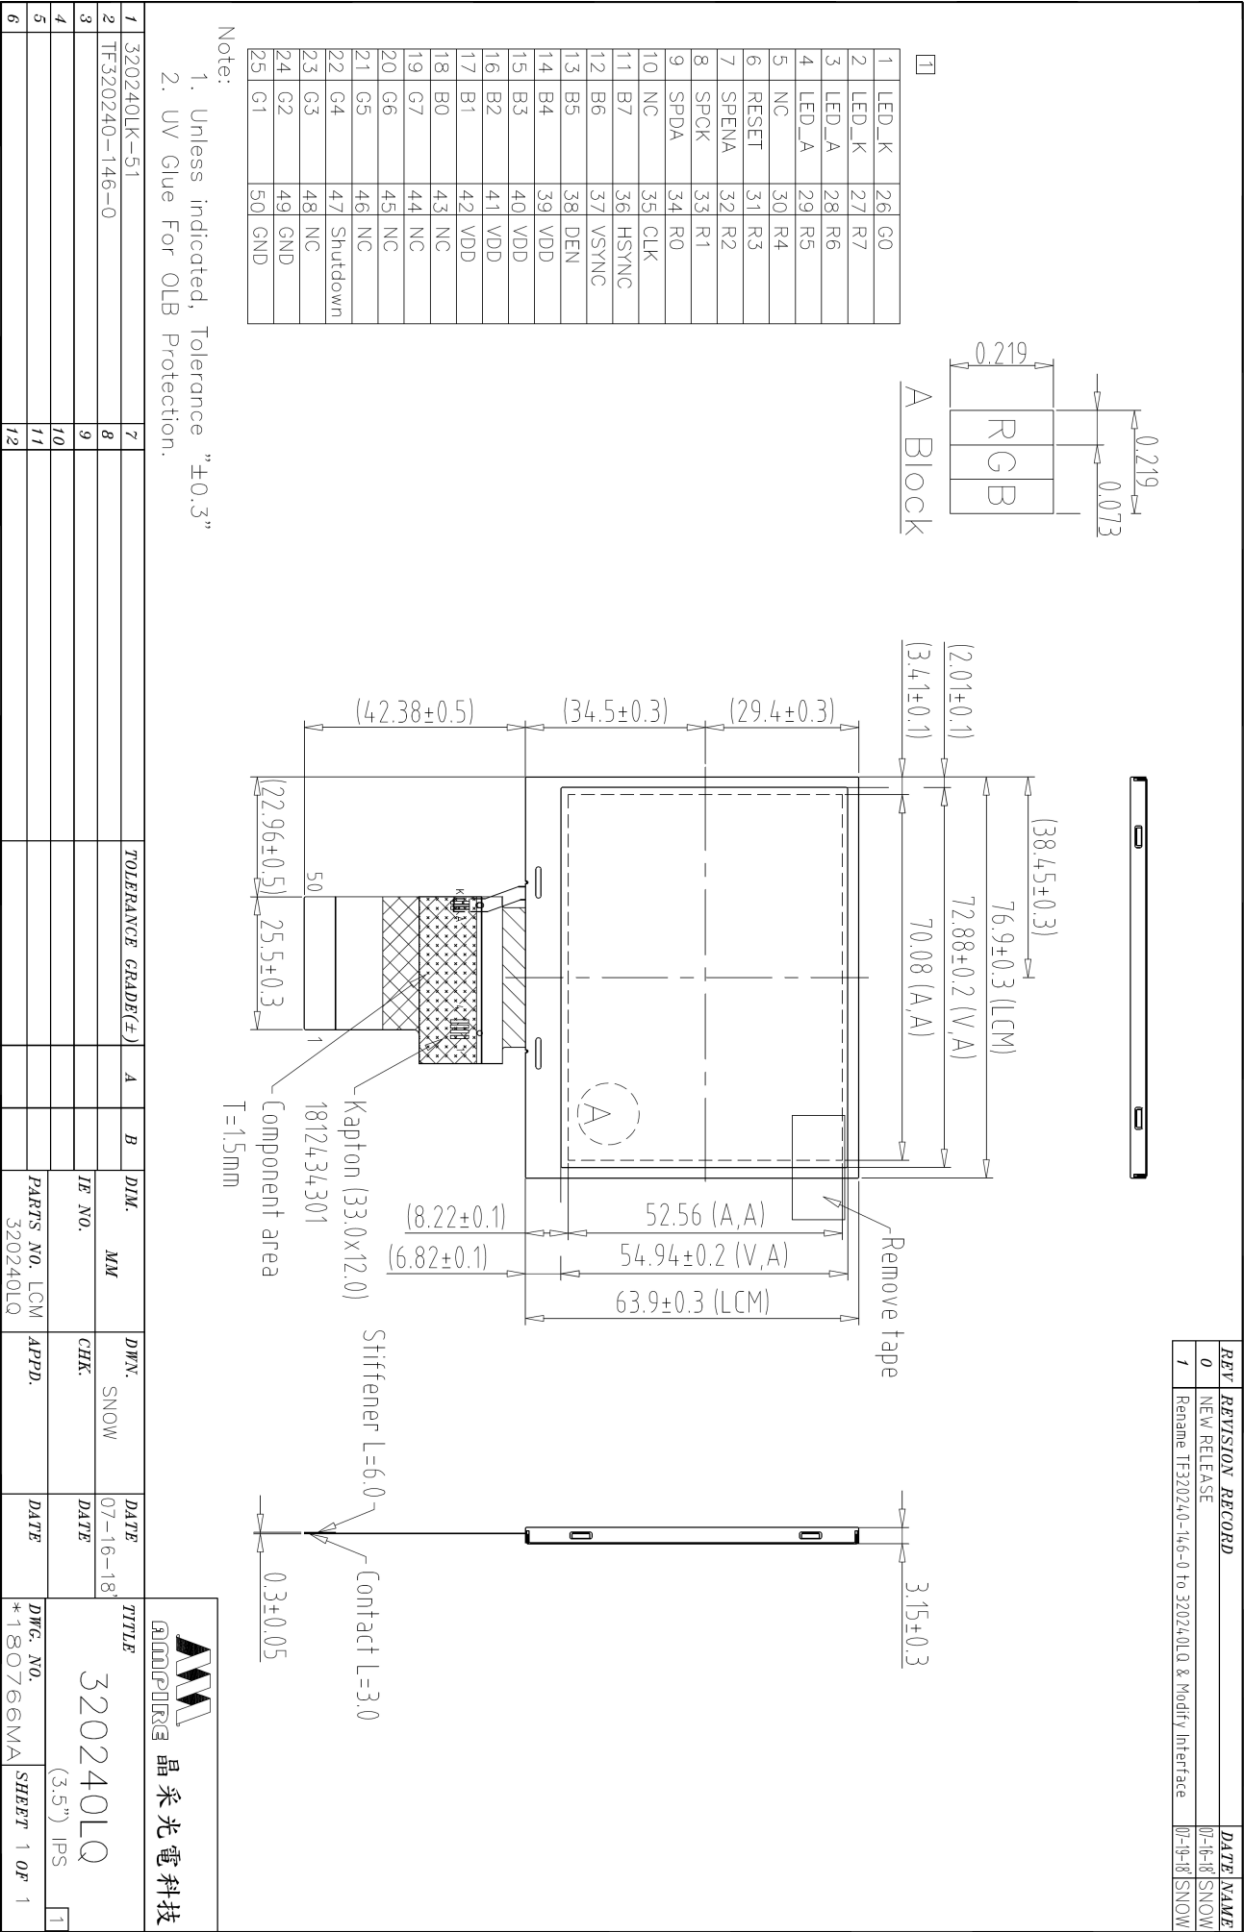 REV REVISION RECORD DATE NAME
0 NEW RELEASE 07-16-18' SNOW
1 Rename TF320240-146-0 to 320240LQ & Modify Interface 07-19-18' SNOW
0.219
0.073
0.219
R G B
A Block
(38.45±0.3)
76.9±0.3 (LCM)
72.88±0.2 (V,A)
70.08 (A,A)
(2.01±0.1)
(3.41±0.1)
3.15±0.3
Remove tape
(29.4±0.3)
(34.5±0.3)
(42.38±0.5)
A
52.56 (A,A)
54.94±0.2 (V,A)
63.9±0.3 (LCM)
(8.22±0.1)
(6.82±0.1)
Stiffener L=6.0
Contact L=3.0
0.3±0.05
50
1
K
(22.96±0.5)
25.5±0.3
Kapton (33.0x12.0)
1812434301
Component area
T=1.5mm
1
1 LED_K 26 G0
2 LED_K 27 R7
3 LED_A 28 R6
4 LED_A 29 R5
5 NC 30 R4
6 RESET 31 R3
7 SPENA 32 R2
8 SPCK 33 R1
9 SPDA 34 R0
10 NC 35 CLK
11 B7 36 HSYNC
12 B6 37 VSYNC
13 B5 38 DEN
14 B4 39 VDD
15 B3 40 VDD
16 B2 41 VDD
17 B1 42 VDD
18 B0 43 NC
19 G7 44 NC
20 G6 45 NC
21 G5 46 NC
22 G4 47 Shutdown
23 G3 48 NC
24 G2 49 GND
25 G1 50 GND
Note:
1. Unless indicated, Tolerance "±0.3"
2. UV Glue For OLB Protection.
1 320240LK-51
2 TF320240-146-0
3
4
5
6
7
8
9
10
11
12
TOLERANCE GRADE(±) A B
DIM. MM
IE NO.
PARTS NO. LCM
320240LQ
DWN. SNOW
CHK.
APPD.
DATE 07-16-18'
DATE
DATE
AMPIRE 晶采光電科技
TITLE
320240LQ
(3.5") IPS
1
DWG. NO.
*180766MA
SHEET 1 OF 1